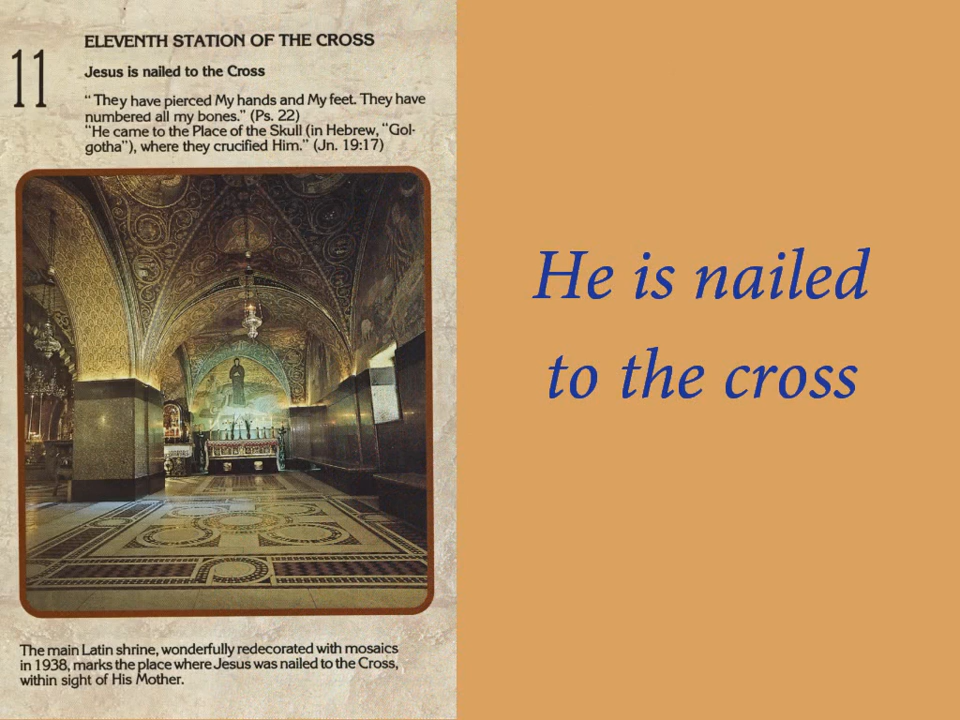 11
ELEVENTH STATION OF THE CROSS
Jesus is nailed to the Cross
“They have pierced My hands and My feet. They have
numbered all my bones.” (Ps. 22)
“He came to the Place of the Skull (in Hebrew, “Gol-
gotha”), where they crucified Him.” (Jn. 19:17)
The main Latin shrine, wonderfully redecorated with mosaics
in 1938, marks the place where Jesus was nailed to the Cross,
within sight of His Mother.
He is nailed
to the cross